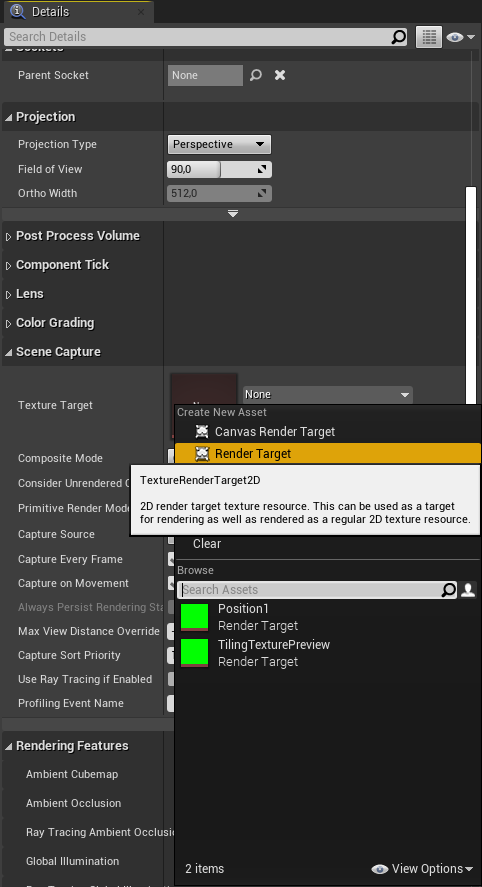 Details
Search Details
Sockets
Parent Socket
None
Projection
Projection Type
Perspective
Field of View
90,0
Ortho Width
512,0
Post Process Volume
Component Tick
Lens
Color Grading
Scene Capture
Texture Target
None
Create New Asset
Canvas Render Target
Render Target
Composite Mode
Consider Unrendered O
TextureRenderTarget2D
2D render target texture resource. This can be used as a target
for rendering as well as rendered as a regular 2D texture resource.
Primitive Render Mode
Capture Source
Clear
Capture Every Frame
Browse
Capture on Movement
Search Assets
Always Persist Rendering Sta
Position1
Render Target
Max View Distance Override
TilingTexturePreview
Render Target
Capture Sort Priority
Use Ray Tracing if Enabled
Profiling Event Name
Rendering Features
Ambient Cubemap
Ambient Occlusion
Ray Tracing Ambient Occlusio
Global Illumination
2 items
View Options